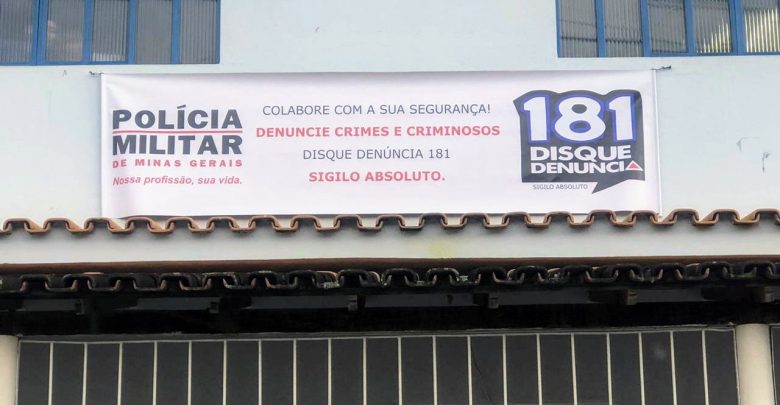 POLÍCIA
MILITAR
DE MINAS GERAIS
Nossa profissão, sua vida.
COLABORE COM A SUA SEGURANÇA!
DENUNCIE CRIMES E CRIMINOSOS
DISQUE DENÚNCIA 181
SIGILO ABSOLUTO.
181
DISQUE
DENUNCIA
SIGILO ABSOLUTO